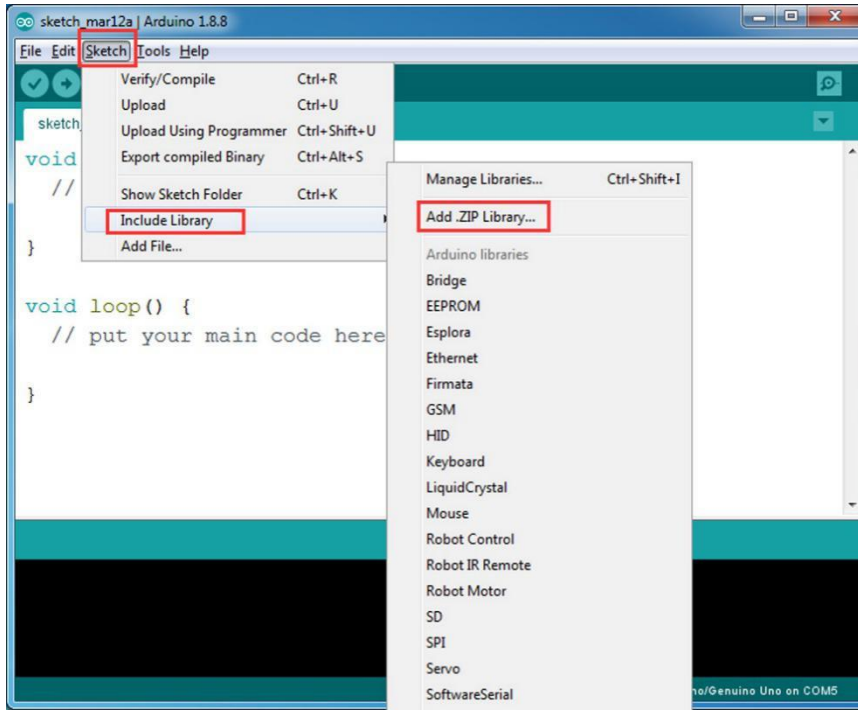 sketch_mar12a | Arduino 1.8.8
File Edit Sketch Tools Help
Verify/Compile Ctrl+R
Upload Ctrl+U
Upload Using Programmer Ctrl+Shift+U
Export compiled Binary Ctrl+Alt+S
Show Sketch Folder Ctrl+K
Include Library
Add File...
sketch_
void
//
}
void loop() {
// put your main code here
}
Manage Libraries... Ctrl+Shift+I
Add .ZIP Library...
Arduino libraries
Bridge
EEPROM
Esplora
Ethernet
Firmata
GSM
HID
Keyboard
LiquidCrystal
Mouse
Robot Control
Robot IR Remote
Robot Motor
SD
SPI
Servo
SoftwareSerial
no/Genuino Uno on COM5